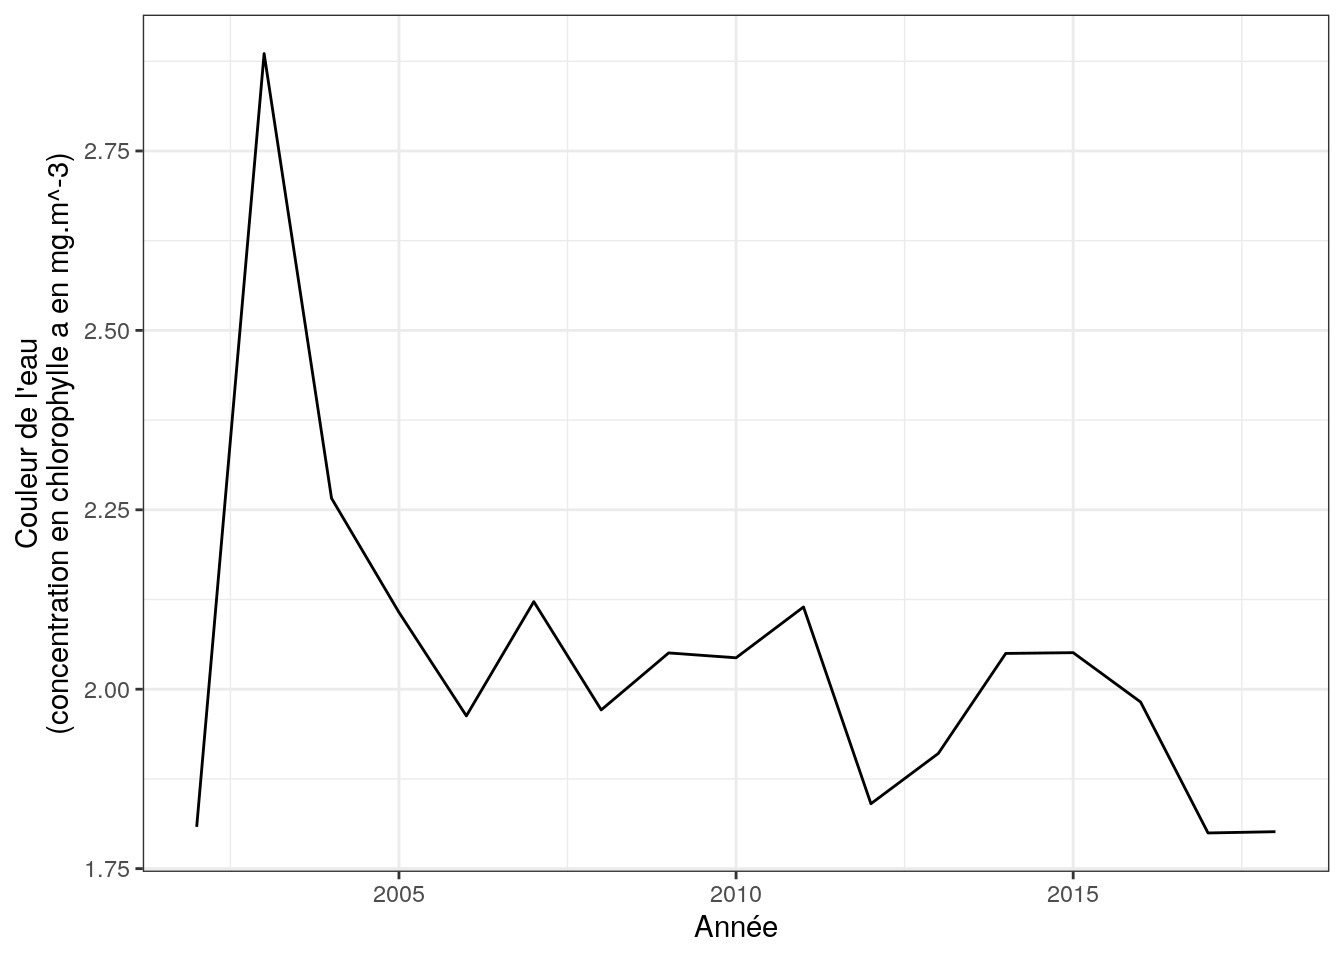 Couleur de l'eau
(concentration en chlorophylle a en mg.m^-3)
2.75
2.50
2.25
2.00
1.75
2005
2010
2015
Année